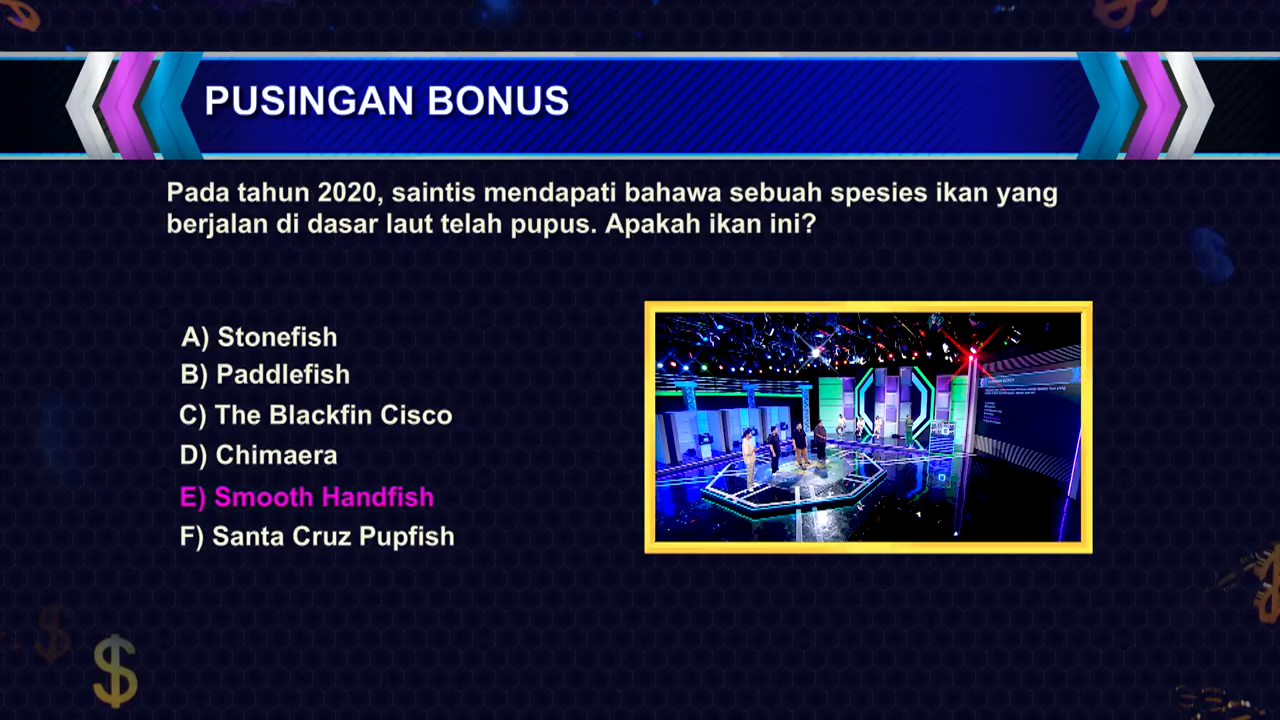 PUSINGAN BONUS
Pada tahun 2020, saintis mendapati bahawa sebuah spesies ikan yang
berjalan di dasar laut telah pupus. Apakah ikan ini?
A) Stonefish
B) Paddlefish
C) The Blackfin Cisco
D) Chimaera
E) Smooth Handfish
F) Santa Cruz Pupfish